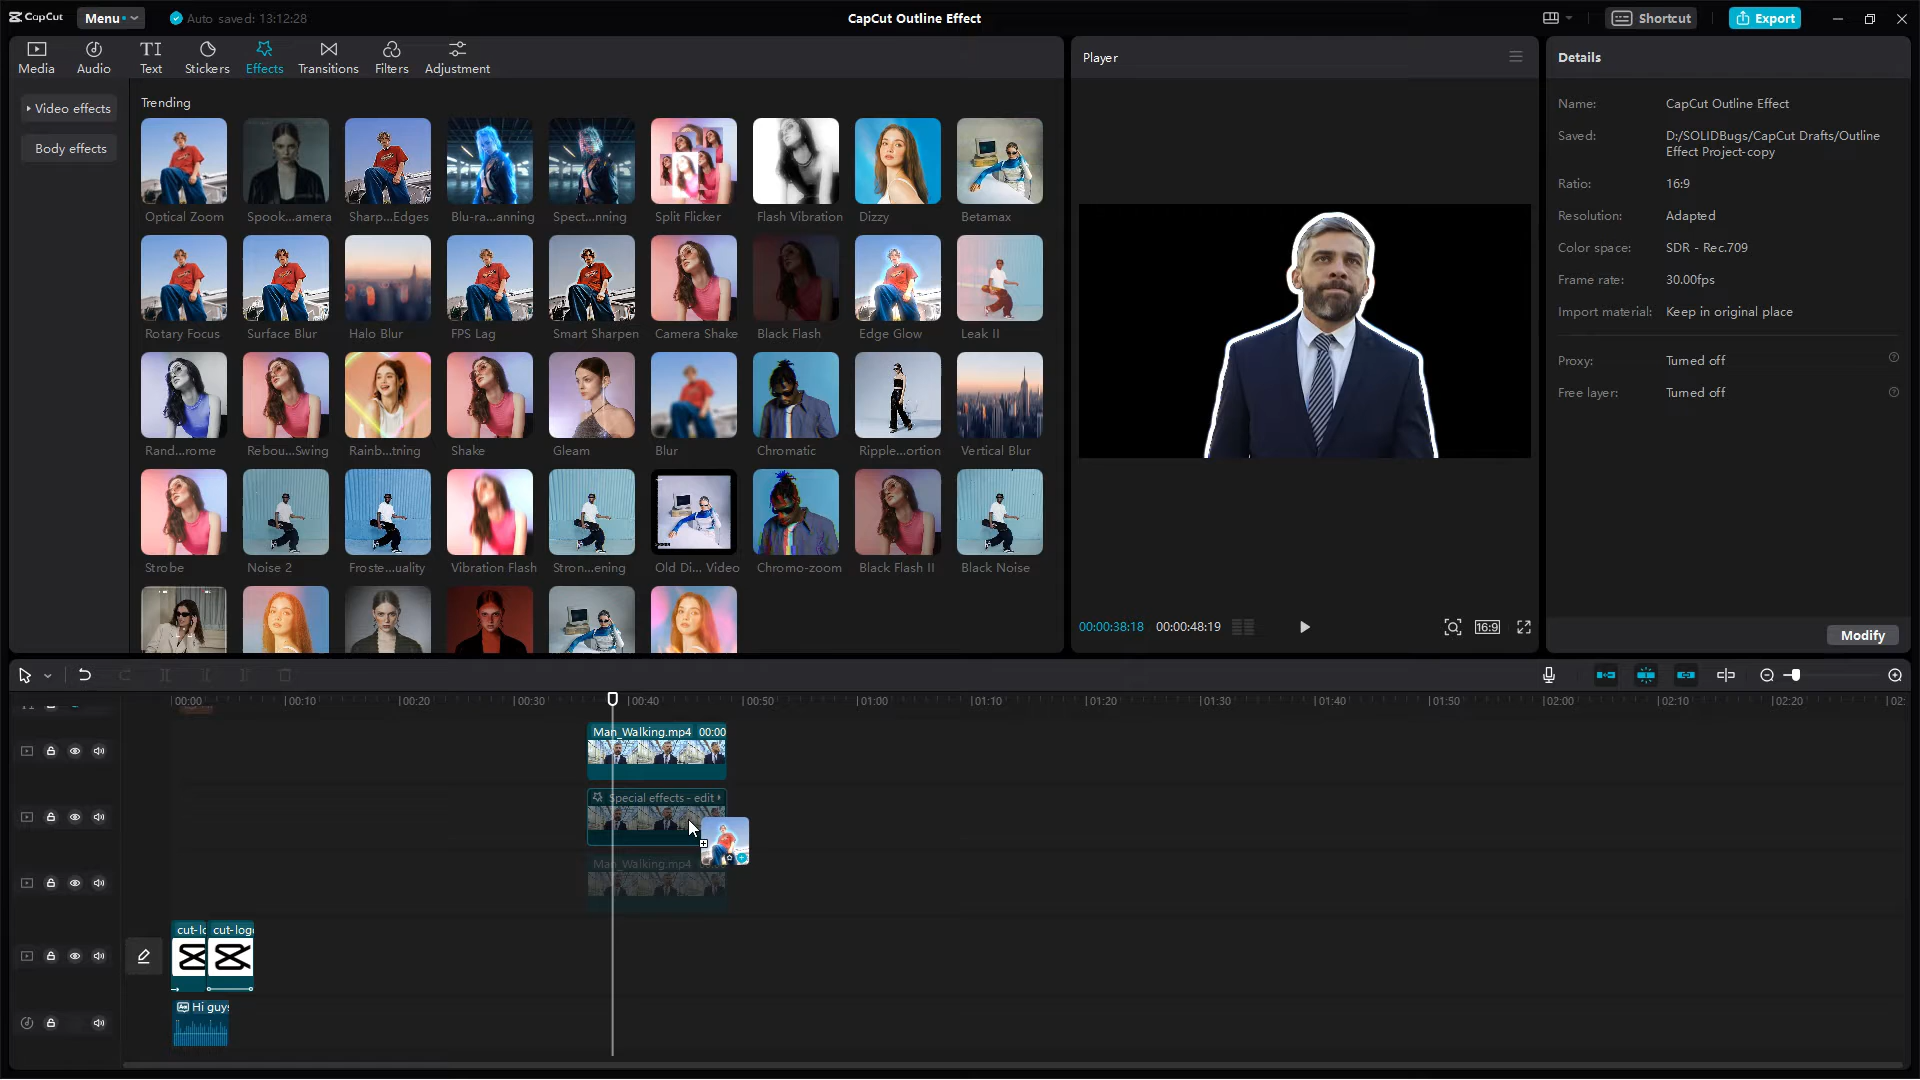 CapCut
Menu
Auto saved: 13:12:28
CapCut Outline Effect
Shortcut
Export
Media
Audio
Text
Stickers
Effects
Transitions
Filters
Adjustment
Video effects
Body effects
Trending
Optical Zoom
Spook...amera
Sharp...Edges
Blu-ra...anning
Spect...nning
Split Flicker
Flash Vibration
Dizzy
Betamax
Rotary Focus
Surface Blur
Halo Blur
FPS Lag
Smart Sharpen
Camera Shake
Black Flash
Edge Glow
Leak II
Rand...rome
Rebou...Swing
Rainb...tning
Shake
Gleam
Blur
Chromatic
Ripple...ortion
Vertical Blur
Strobe
Noise 2
Froste...uality
Vibration Flash
Stron...ening
Old Di... Video
Chromo-zoom
Black Flash II
Black Noise
Player
00:00:38:18
00:00:48:19
16:9
Details
Name: CapCut Outline Effect
Saved: D:/SOLIDBugs/CapCut Drafts/Outline
Effect Project-copy
Ratio: 16:9
Resolution: Adapted
Color space: SDR - Rec.709
Frame rate: 30.00fps
Import material: Keep in original place
Proxy: Turned off
Free layer: Turned off
Modify
00:00
00:10
00:20
00:30
00:40
00:50
01:00
01:10
01:20
01:30
01:40
01:50
02:00
02:10
02:20
02:
Man_Walking.mp4 00:00
Special effects - edit
Man_Walking.mp4
cut-lo
cut-logo
Hi guys